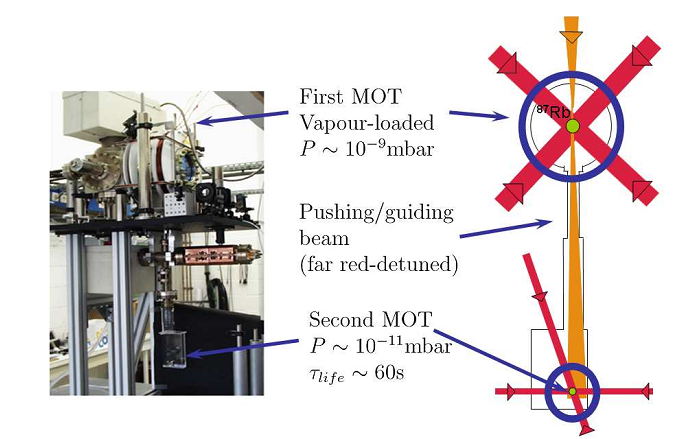 First MOT
Vapour-loaded
P ∼ 10⁻⁹mbar
⁸⁷Rb
Pushing/guiding
beam
(far red-detuned)
Second MOT
P ∼ 10⁻¹¹mbar
τ_life ∼ 60s